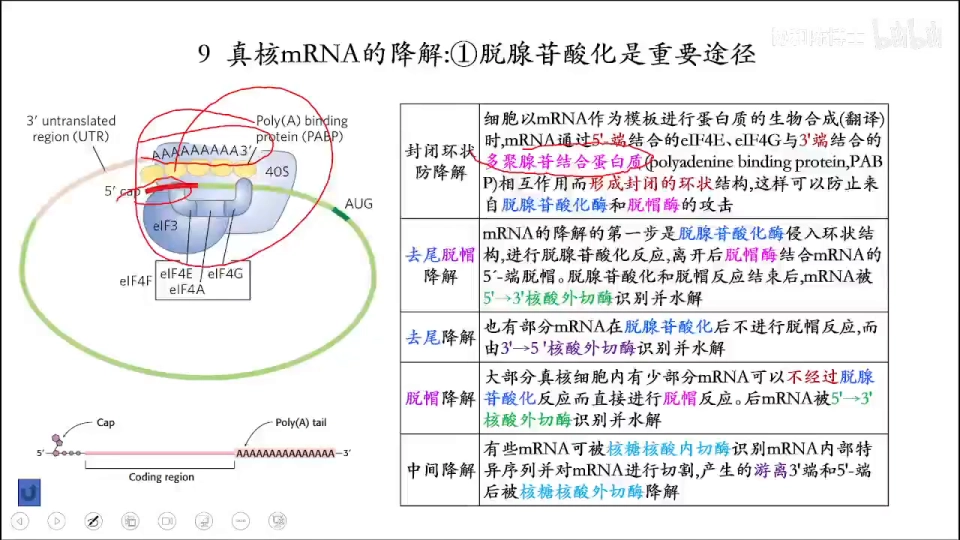 9 真核mRNA的降解:①脱腺苷酸化是重要途径
bilibili
3′ untranslated
region (UTR)
Poly(A) binding
protein (PABP)
AAAAAAAAA3′
40S
5′ cap
AUG
eIF3
eIF4E
eIF4G
eIF4F
eIF4A
Cap
Poly(A) tail
5′
AAAAAAAAAAAAAAA
3′
Coding region
封闭环状
防降解
细胞以mRNA作为模板进行蛋白质的生物合成(翻译)
时,mRNA通过5'-端结合的eIF4E、eIF4G与3'端结合的
多聚腺苷结合蛋白质(polyadenine binding protein,PAB
P)相互作用而形成封闭的环状结构,这样可以防止来
自脱腺苷酸化酶和脱帽酶的攻击
去尾脱帽
降解
mRNA的降解的第一步是脱腺苷酸化酶侵入环状结
构,进行脱腺苷酸化反应,离开后脱帽酶结合mRNA的
5´-端脱帽。脱腺苷酸化和脱帽反应结束后,mRNA被
5'→3'核酸外切酶识别并水解
去尾降解
也有部分mRNA在脱腺苷酸化后不进行脱帽反应,而
由3'→5 '核酸外切酶识别并水解
脱帽降解
大部分真核细胞内有少部分mRNA可以不经过脱腺
苷酸化反应而直接进行脱帽反应。后mRNA被5'→3'
核酸外切酶识别并水解
中间降解
有些mRNA可被核糖核酸内切酶识别mRNA内部特
异序列并对mRNA进行切割,产生的游离3'端和5'-端
后被核糖核酸外切酶降解